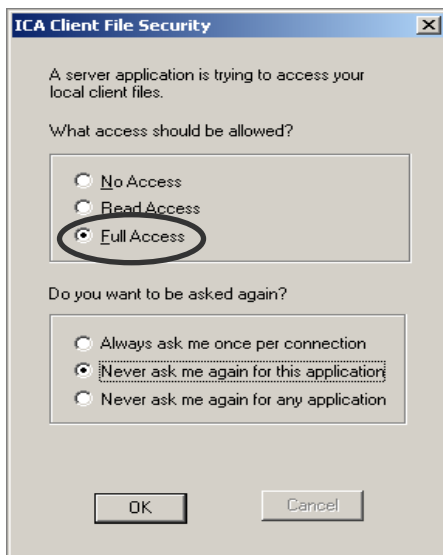 ICA Client File Security
A server application is trying to access your
local client files.
What access should be allowed?
No Access
Read Access
Full Access
Do you want to be asked again?
Always ask me once per connection
Never ask me again for this application
Never ask me again for any application
OK
Cancel